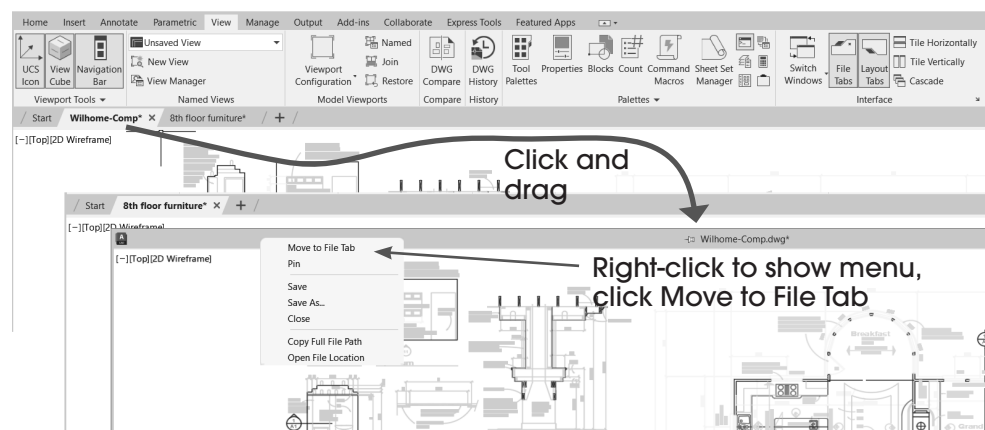 Home Insert Annotate Parametric View Manage Output Add-ins Collaborate Express Tools Featured Apps
Unsaved View Named Tile Horizontally
New View Join Tile Vertically
UCS Icon View Cube Navigation Bar View Manager Viewport Configuration Restore DWG Compare DWG History Tool Palettes Properties Blocks Count Command Macros Sheet Set Manager Switch Windows File Tabs Layout Tabs Cascade
Viewport Tools Named Views Model Viewports Compare History Palettes Interface
Start Wilhome-Comp* × 8th floor furniture* +
[−][Top][2D Wireframe]
Click and
drag
Start 8th floor furniture* × +
[−][Top][2D Wireframe]
Wilhome-Comp.dwg*
[−][Top][2D Wireframe]
Move to File Tab
Pin
Save
Save As...
Close
Copy Full File Path
Open File Location
Right-click to show menu,
click Move to File Tab
Breakfast